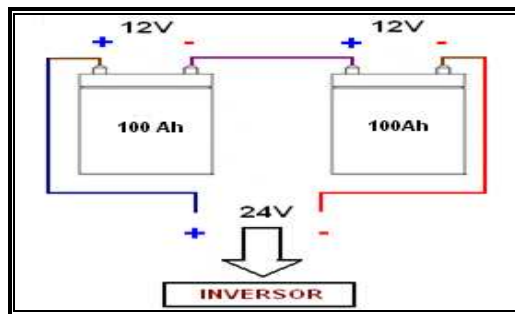 12V 12V
+ - + -
100 Ah 100Ah
24V
+ -
INVERSOR